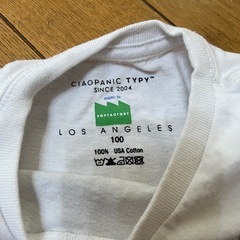 CIAOPANIC TYPY™
SINCE 2004
POPFACTORY
LOS ANGELES
100
100% USA Cotton